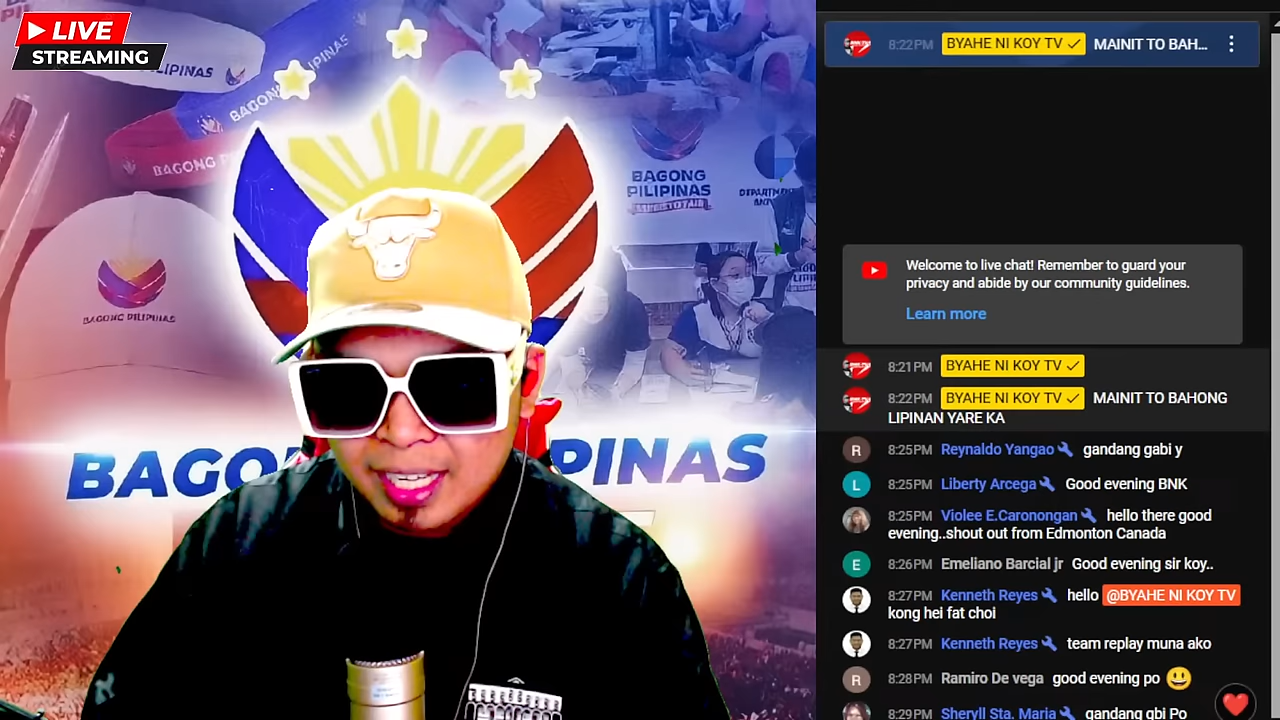 LIVE
STREAMING
PILIPINAS
BAGONG
PILIPINAS
BAGONG
BAGONG PILIPINAS
BAGONG
PILIPINAS
BAGO
PINAS
8:22PM BYAHE NI KOY TV MAINIT TO BAH...
Welcome to live chat! Remember to guard your
privacy and abide by our community guidelines.
Learn more
8:21PM BYAHE NI KOY TV
8:22PM BYAHE NI KOY TV MAINIT TO BAHONG
LIPINAN YARE KA
R 8:25PM Reynaldo Yangao gandang gabi y
L 8:25PM Liberty Arcega Good evening BNK
8:25PM Violee E.Caronongan hello there good
evening..shout out from Edmonton Canada
E 8:26PM Emeliano Barcial jr Good evening sir koy..
8:27PM Kenneth Reyes hello @BYAHE NI KOY TV
kong hei fat choi
8:27PM Kenneth Reyes team replay muna ako
R 8:28PM Ramiro De vega good evening po 😃
8:29PM Sheryll Sta. Maria gandang gbi Po